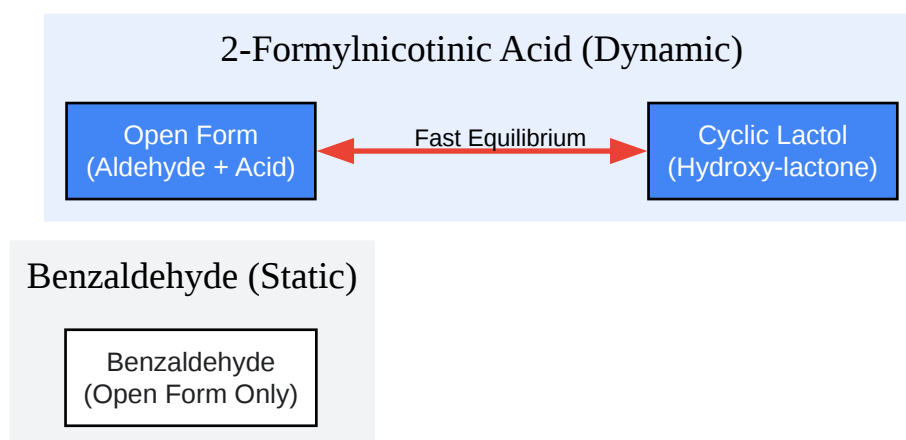 2-Formylnicotinic Acid (Dynamic)
Open Form
(Aldehyde + Acid)
Fast Equilibrium
Cyclic Lactol
(Hydroxy-lactone)
Benzaldehyde (Static)
Benzaldehyde
(Open Form Only)